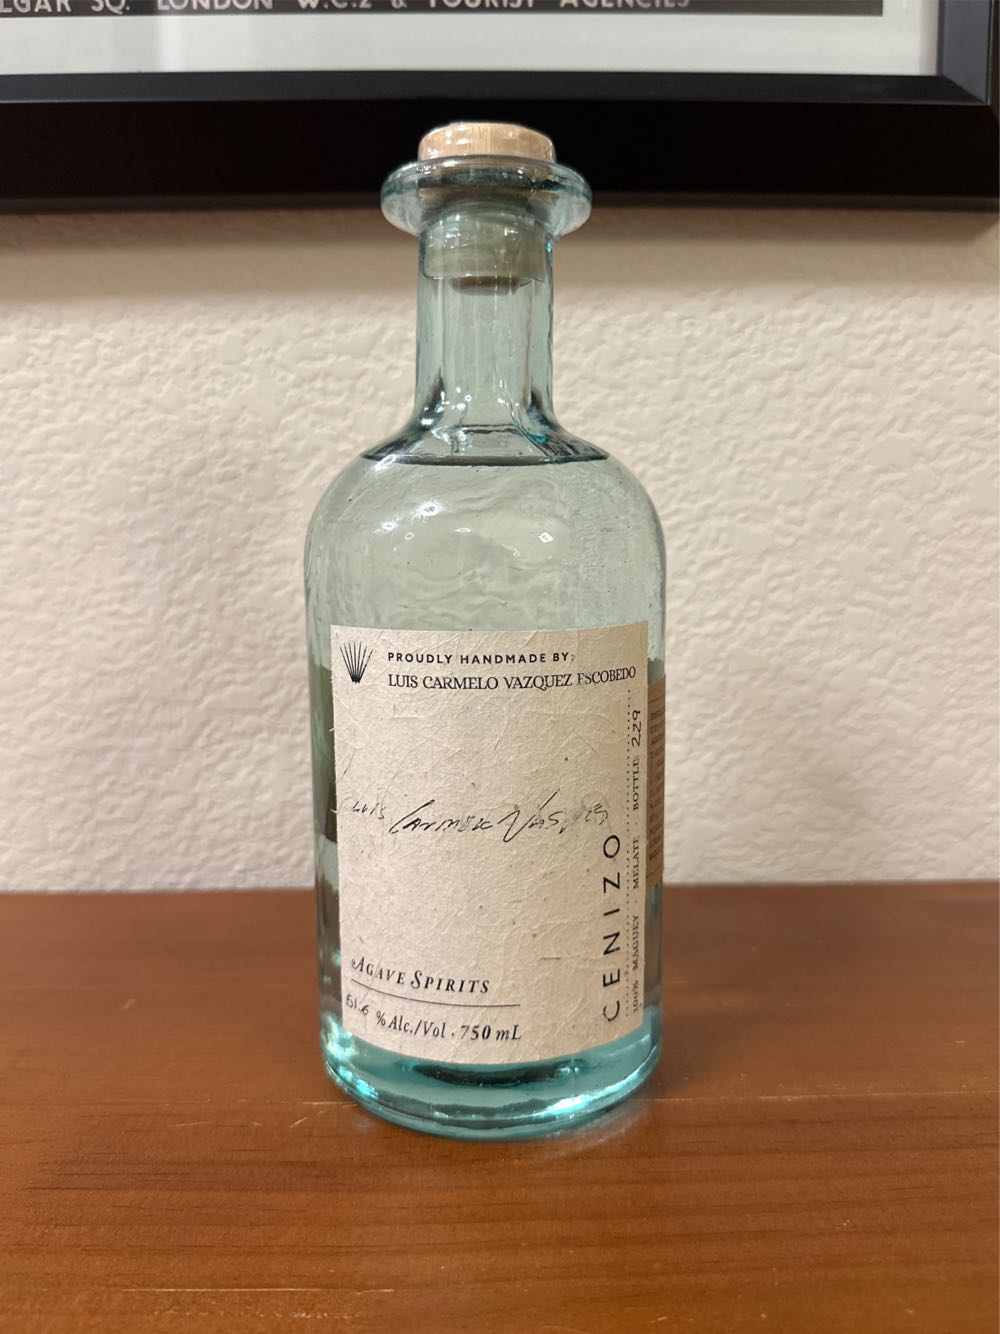 LGAR SQ. LONDON W.C.2 & TOURIST AGENCIES
PROUDLY HANDMADE BY:
LUIS CARMELO VAZQUEZ ESCOBEDO
LUIS CARMELO VASQUEZ
AGAVE SPIRITS
51.6 % Alc./Vol. 750 mL
CENIZO
100% MAGUEY · MELATE · BOTTLE 229